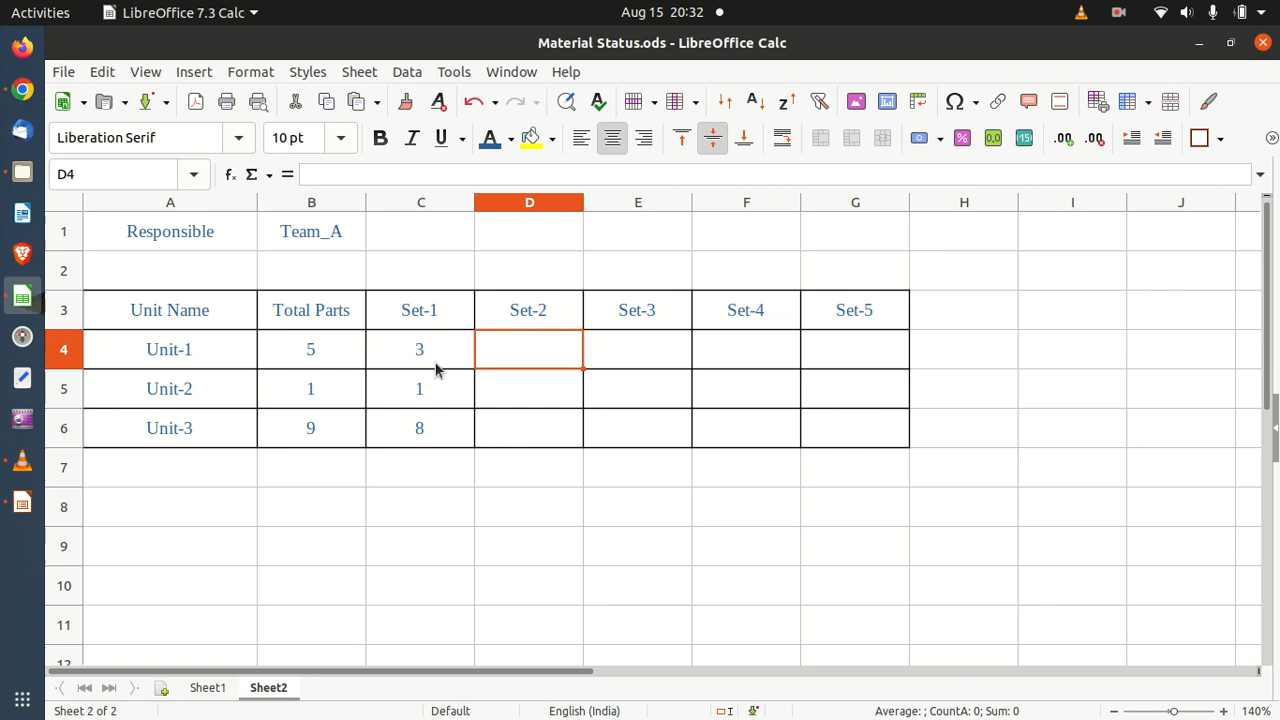 Activities LibreOffice 7.3 Calc Aug 15 20:32
Material Status.ods - LibreOffice Calc
File Edit View Insert Format Styles Sheet Data Tools Window Help
Liberation Serif 10 pt
D4
A B C D E F G H I J
1 Responsible Team_A
2
3 Unit Name Total Parts Set-1 Set-2 Set-3 Set-4 Set-5
4 Unit-1 5 3
5 Unit-2 1 1
6 Unit-3 9 8
7
8
9
10
11
12
Sheet1 Sheet2
Sheet 2 of 2 Default English (India) Average: ; CountA: 0; Sum: 0 140%